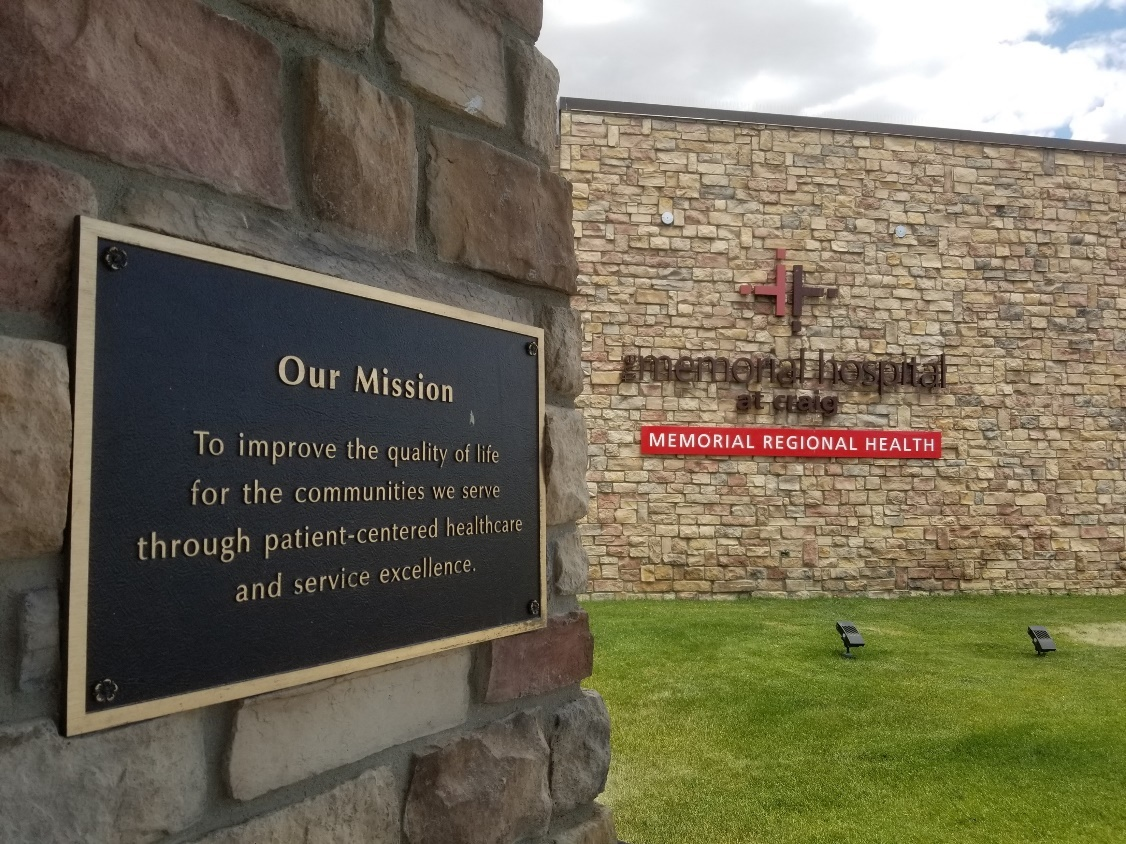 Our Mission
To improve the quality of life
for the communities we serve
through patient-centered healthcare
and service excellence.
the memorial hospital
at craig
MEMORIAL REGIONAL HEALTH